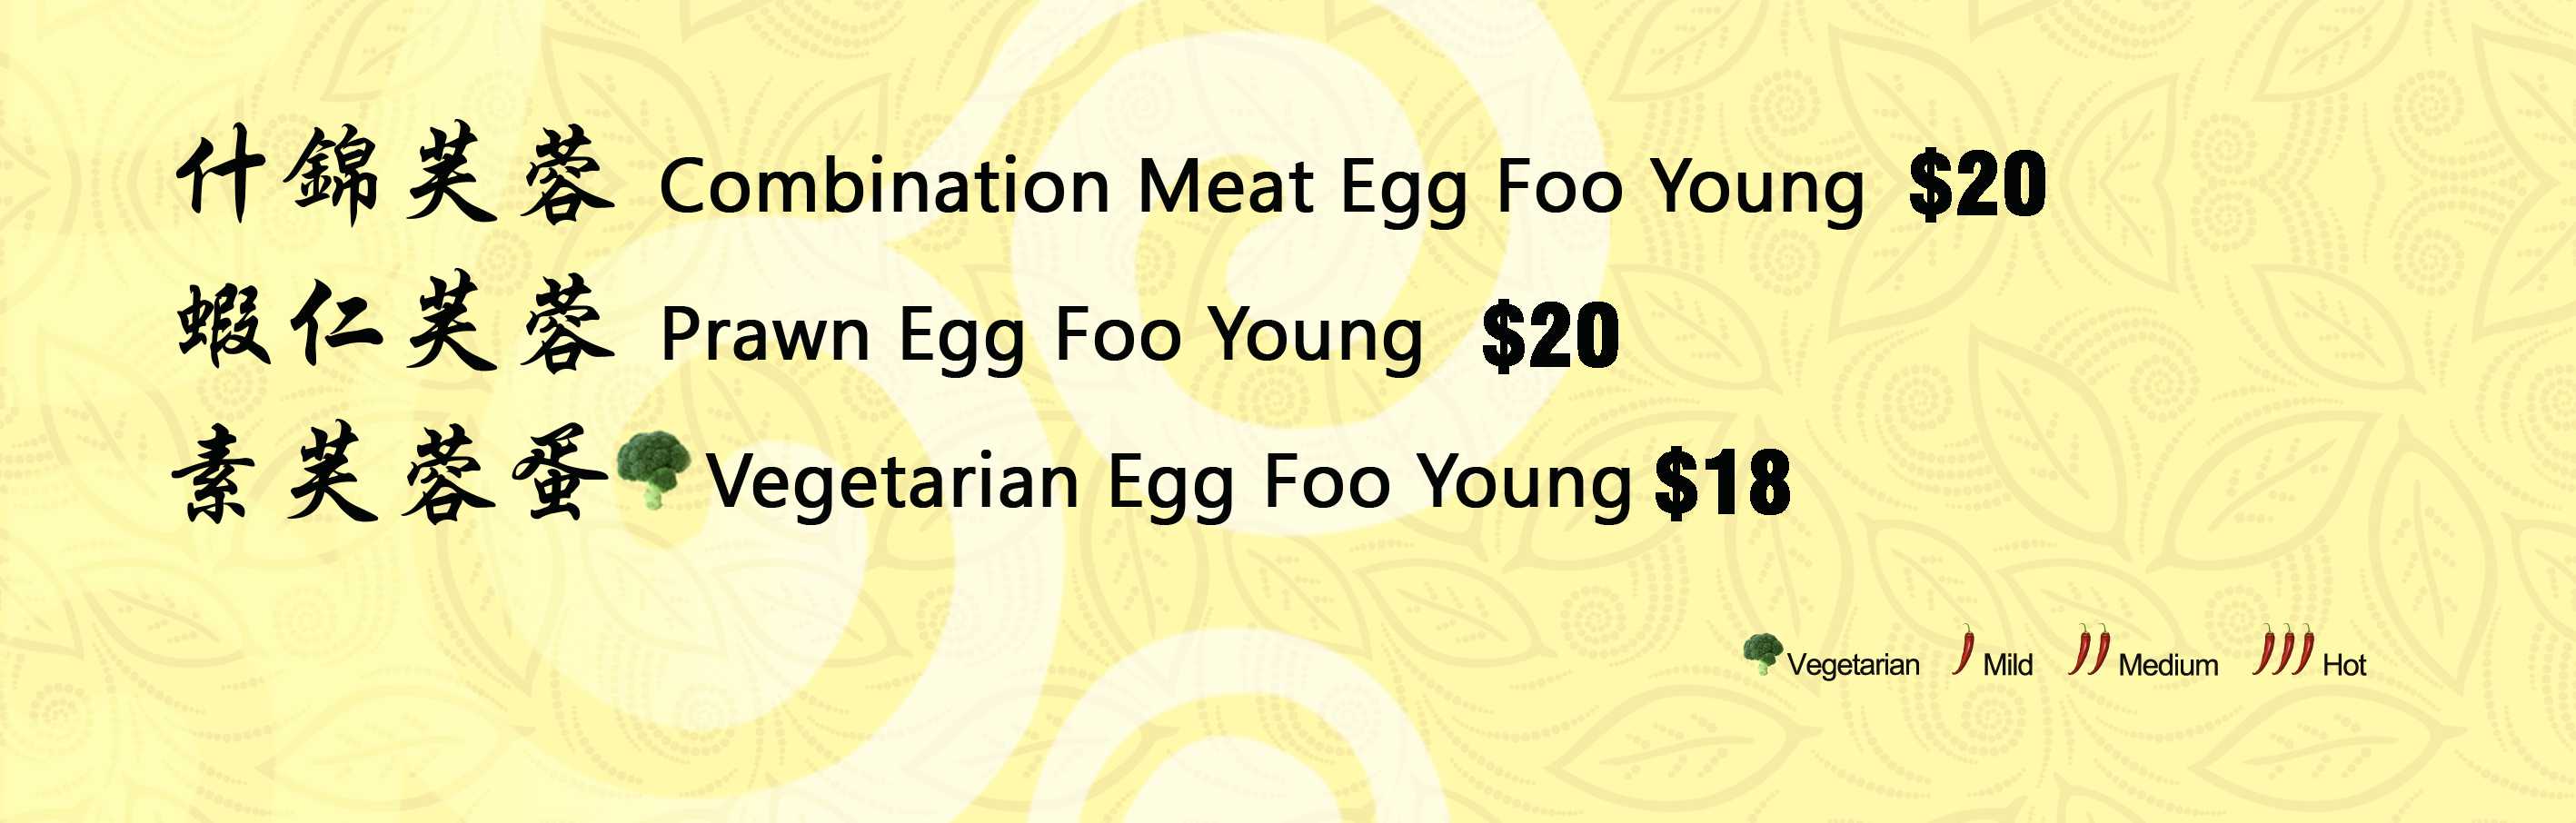 什錦芙蓉 Combination Meat Egg Foo Young $20
蝦仁芙蓉 Prawn Egg Foo Young $20
素芙蓉蛋 Vegetarian Egg Foo Young $18
Vegetarian Mild Medium Hot